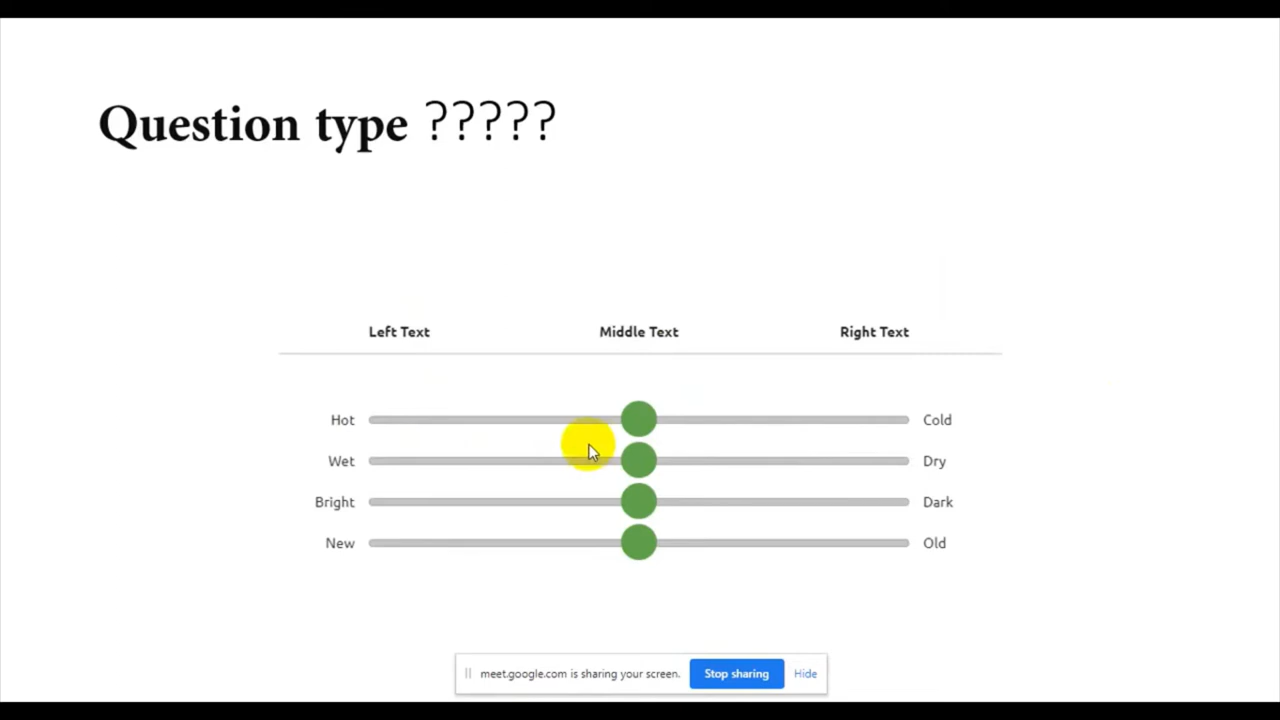 Question type ?????
Left Text Middle Text Right Text
Hot Cold
Wet Dry
Bright Dark
New Old
meet.google.com is sharing your screen. Stop sharing Hide